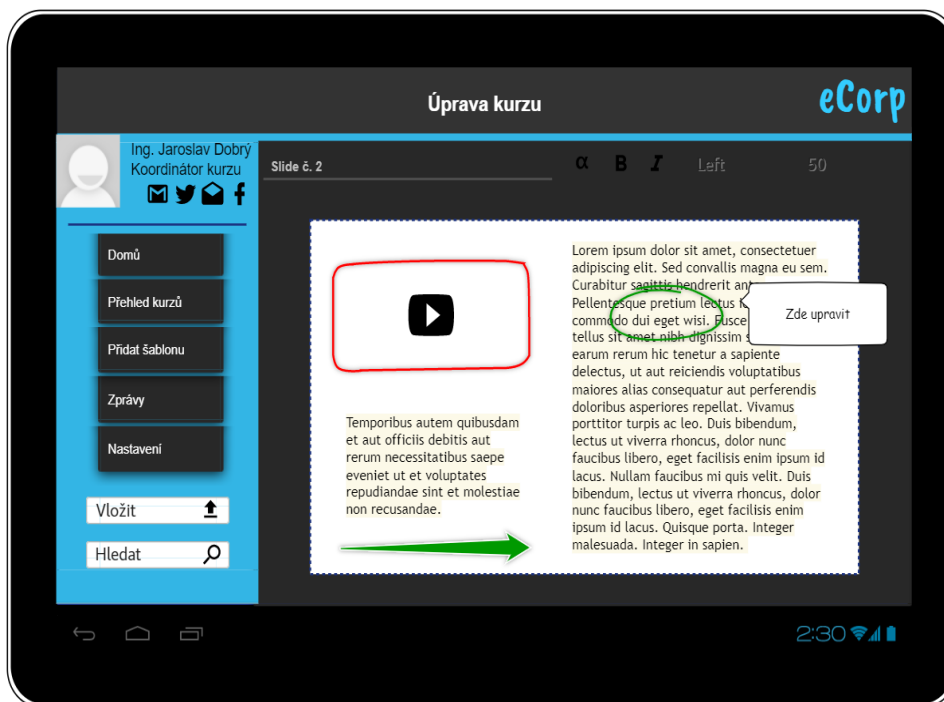 Úprava kurzu
eCorp
Ing. Jaroslav Dobrý
Koordinátor kurzu
Domů
Přehled kurzů
Přidat šablonu
Zprávy
Nastavení
Vložit
Hledat
Slide č. 2
α B I Left 50
Temporibus autem quibusdam
et aut officiis debitis aut
rerum necessitatibus saepe
eveniet ut et voluptates
repudiandae sint et molestiae
non recusandae.
Lorem ipsum dolor sit amet, consectetuer
adipiscing elit. Sed convallis magna eu sem.
Curabitur sagittis hendrerit
Pellentesque pretium lectus
commodo dui eget wisi. Fusce
tellus sit amet nibh dignissim
earum rerum hic tenetur a sapiente
delectus, ut aut reiciendis voluptatibus
maiores alias consequatur aut perferendis
doloribus asperiores repellat. Vivamus
porttitor turpis ac leo. Duis bibendum,
lectus ut viverra rhoncus, dolor nunc
faucibus libero, eget facilisis enim ipsum id
lacus. Nullam faucibus mi quis velit. Duis
bibendum, lectus ut viverra rhoncus, dolor
nunc faucibus libero, eget facilisis enim
ipsum id lacus. Quisque porta. Integer
malesuada. Integer in sapien.
Zde upravit
2:30